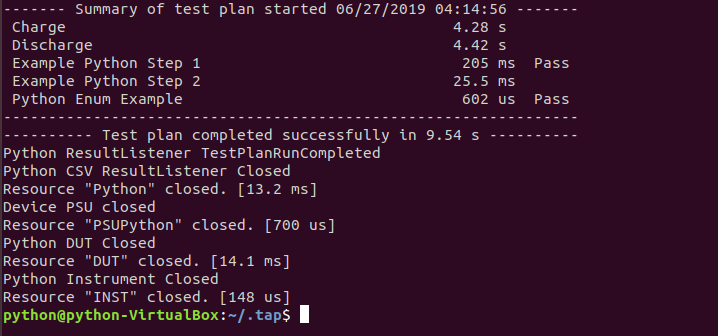 ------- Summary of test plan started 06/27/2019 04:14:56 -------
 Charge                                              4.28 s
 Discharge                                           4.42 s
 Example Python Step 1                                205 ms  Pass
 Example Python Step 2                               25.5 ms
 Python Enum Example                                  602 us  Pass
----------------------------------------------------------------
---------- Test plan completed successfully in 9.54 s ----------
Python ResultListener TestPlanRunCompleted
Python CSV ResultListener Closed
Resource "Python" closed. [13.2 ms]
Device PSU closed
Resource "PSUPython" closed. [700 us]
Python DUT Closed
Resource "DUT" closed. [14.1 ms]
Python Instrument Closed
Resource "INST" closed. [148 us]
python@python-VirtualBox:~/.tap$